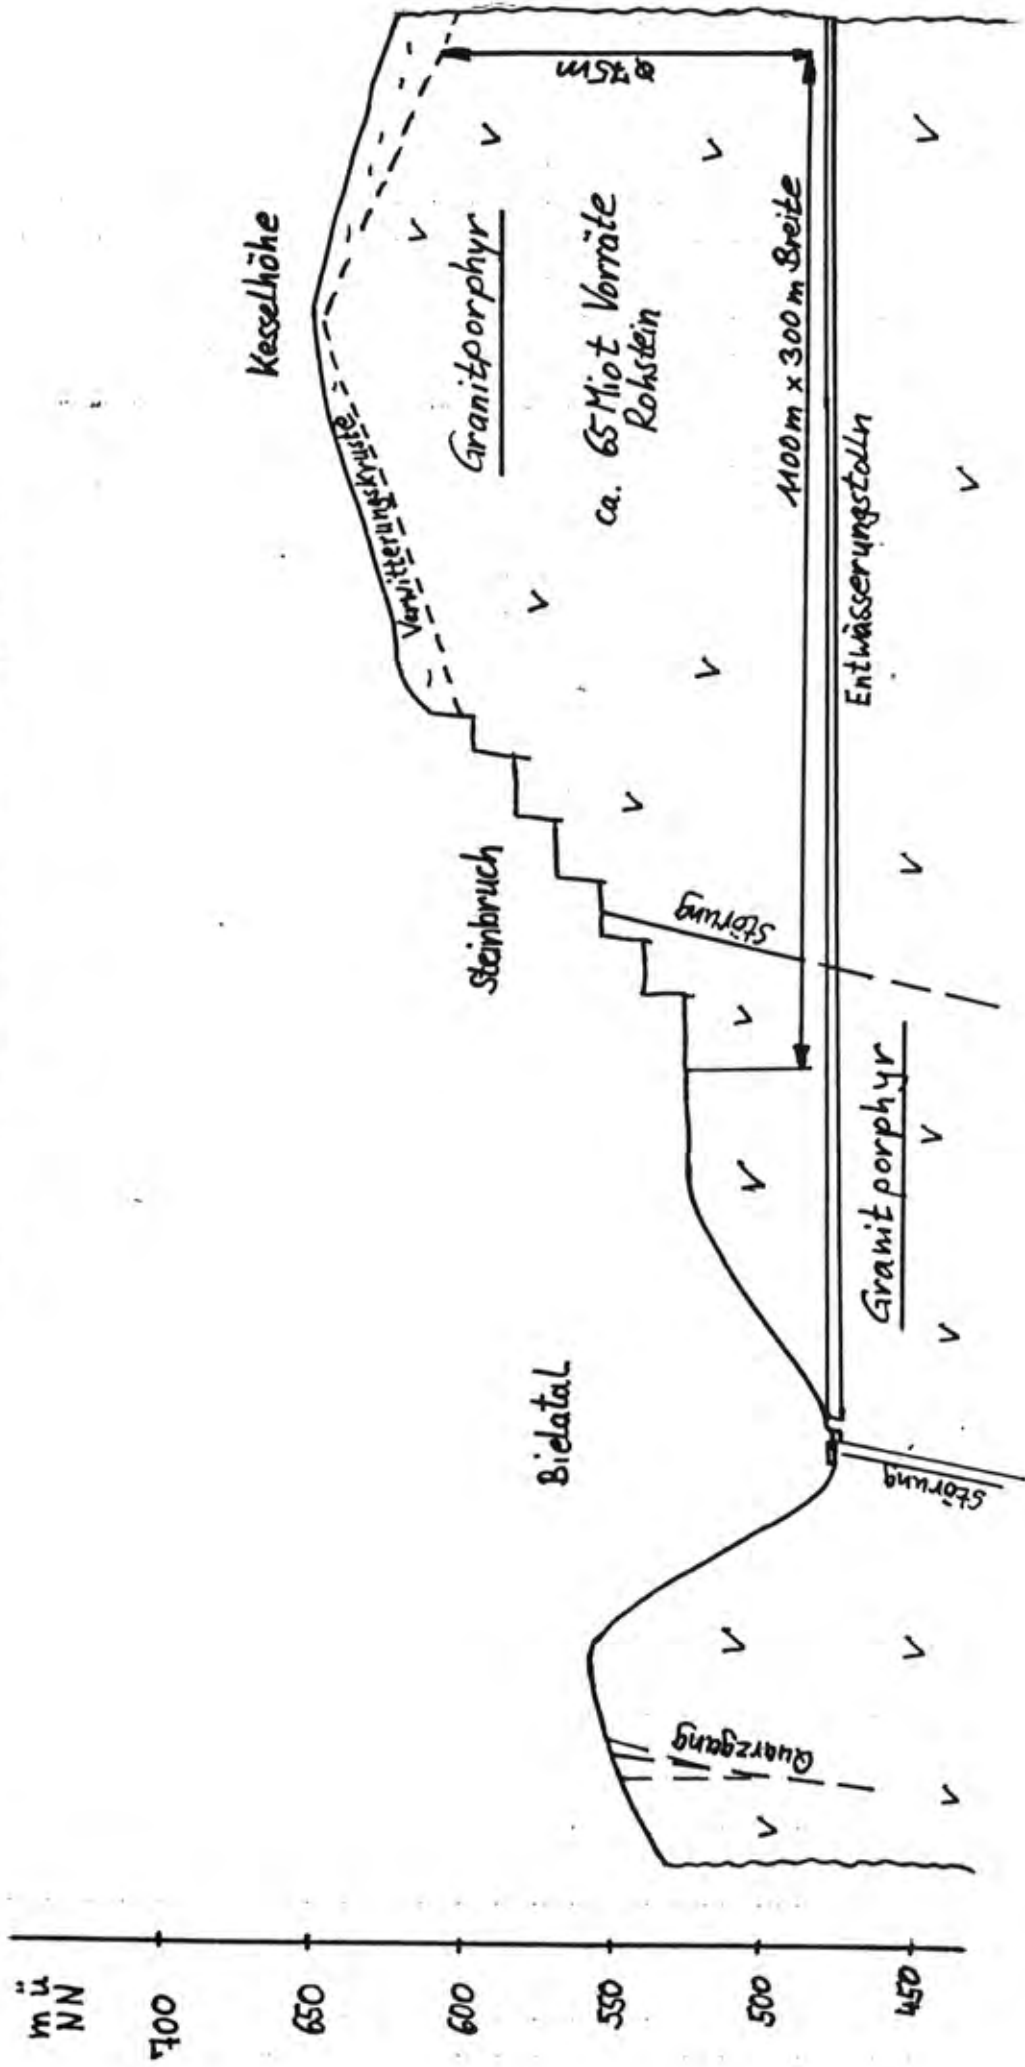 m ü
NN
700
650
600
550
500
450
Quarzgang
Bielatal
Störung
Granitporphyr
Steinbruch
Störung
Entwässerungstolln
1100 m x 300 m Breite
Verwitterungskruste
Kesselhöhe
Granitporphyr
ca. 65 Mio t Vorräte
Rohstein
ø 75m